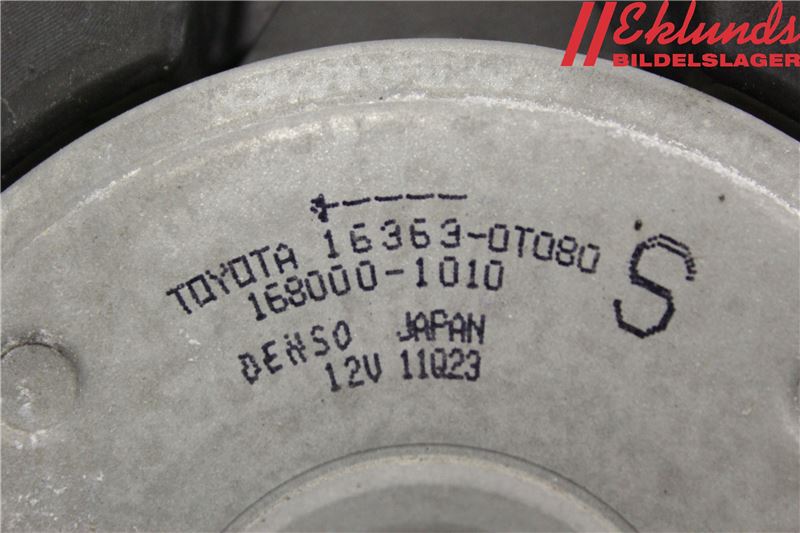 Eklunds
BILDELSLAGER
TOYOTA 16363-0T080
168000-1010
S
DENSO JAPAN
12V 11Q23